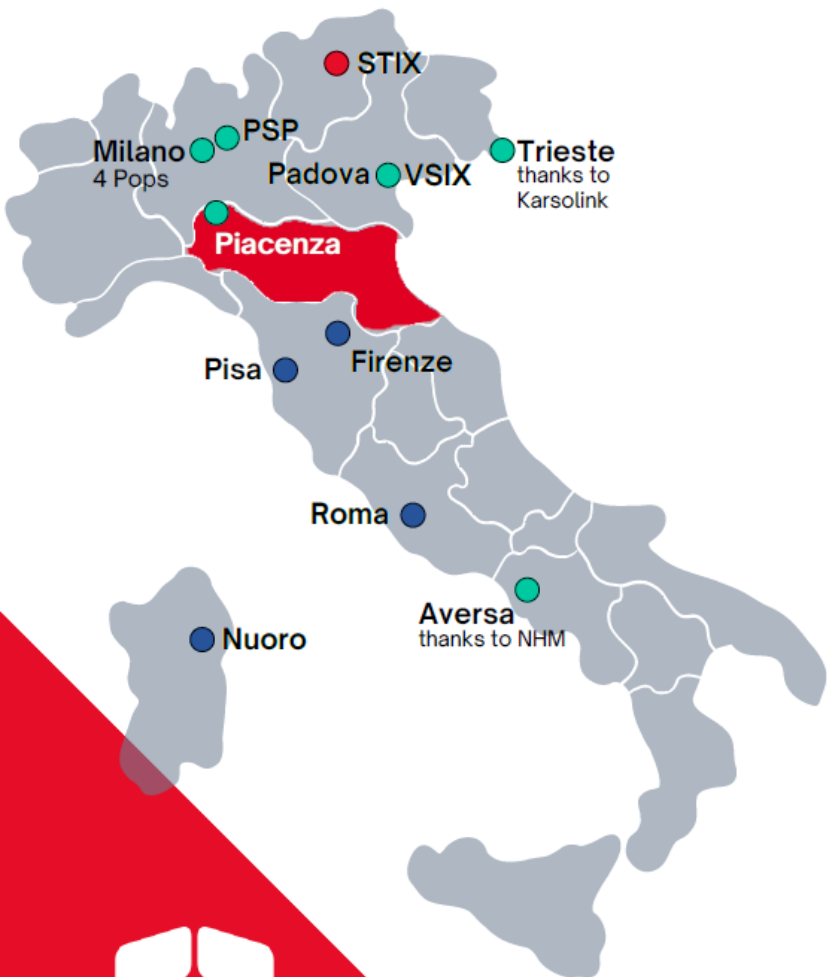 STIX
PSP
Milano
4 Pops
Padova VSIX
Trieste
thanks to
Karsolink
Piacenza
Firenze
Pisa
Roma
Aversa
thanks to NHM
Nuoro